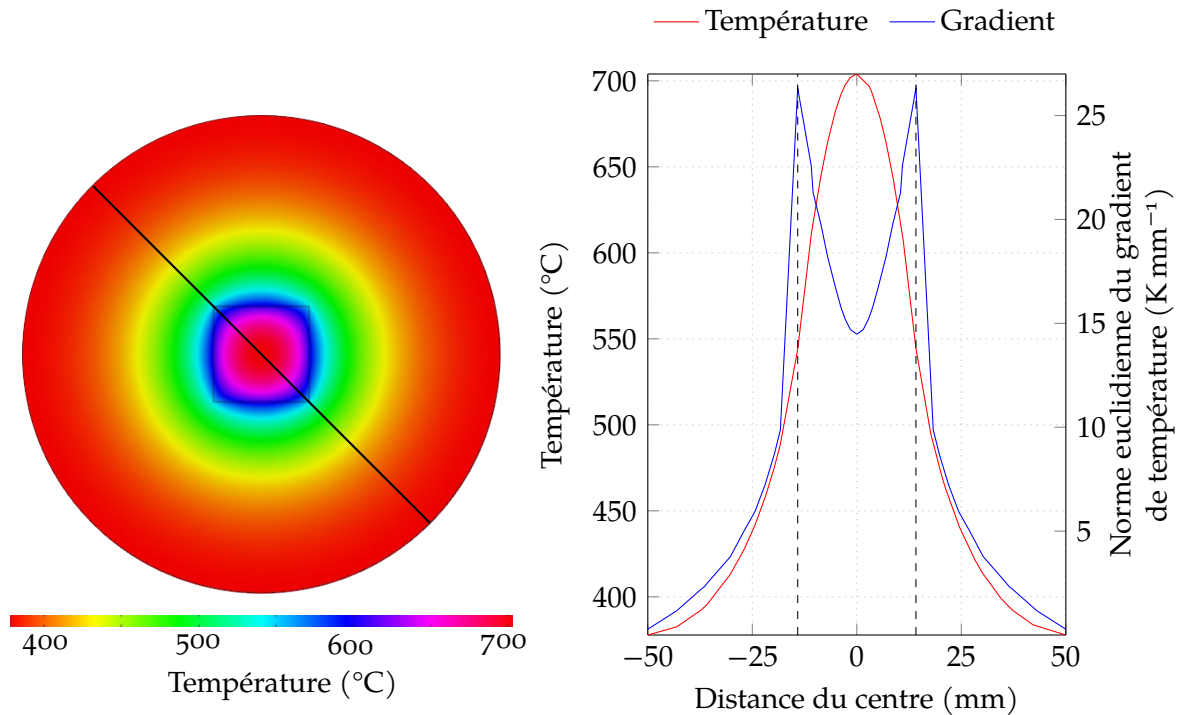 Température Gradient
700
650
600
550
500
450
400
25
20
15
10
5
Température (°C)
Norme euclidienne du gradient
de température (K mm⁻¹)
−50 −25 0 25 50
Distance du centre (mm)
400 500 600 700
Température (°C)